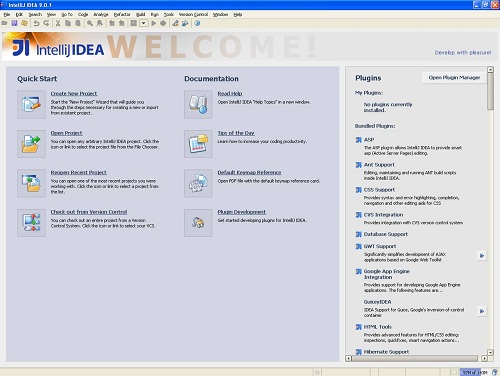 IntelliJ IDEA 9.0.1
File Edit Search View Go To Code Analyze Refactor Build Run Tools Version Control Window Help
IntelliJ IDEA WELCOME!
Develop with pleasure!
Quick Start
Create New Project
Start the "New Project" Wizard that will guide you
through the steps necessary for creating a new or import
from existent project.
Open Project
You can open any arbitrary IntelliJ IDEA project. Click the
icon or link to select the project file from the File Chooser.
Reopen Recent Project
You can open one of the most recent projects you were
working with. Click the icon or link to select a project from
the list.
Check out from Version Control
You can check out an entire project from a Version
Control System. Click the icon or link to select your VCS.
Documentation
Read Help
Open IntelliJ IDEA "Help Topics" in a new window.
Tips of the Day
Learn how to increase your coding productivity.
Default Keymap Reference
Open PDF file with the default keymap reference card.
Plugin Development
Get started developing plugins for IntelliJ IDEA.
Plugins
Open Plugin Manager
My Plugins:
No plugins currently
installed.
Bundled Plugins:
ASP
The ASP plugin allows IntelliJ IDEA to provide smart
asp (Active Server Pages) editing.
Ant Support
Editing, maintaining and running ANT build scripts
inside IntelliJ IDEA.
CSS Support
Provides syntax and error highlighting, completion,
navigation and other editing aids for CSS
CVS Integration
Provides integration with CVS version control system
Database Support
GWT Support
Significantly simplifies development of AJAX
applications based on Google Web Toolkit
Google App Engine
Integration
Provides support for developing Google App Engine
applications. The following features are...
GuiceyIDEA
IDEA Support for Guice, Google's inversion-of-control
container
HTML Tools
Provides advanced features for HTML/CSS editing:
inspections, quickfixes, smart navigation actions...
Hibernate Support